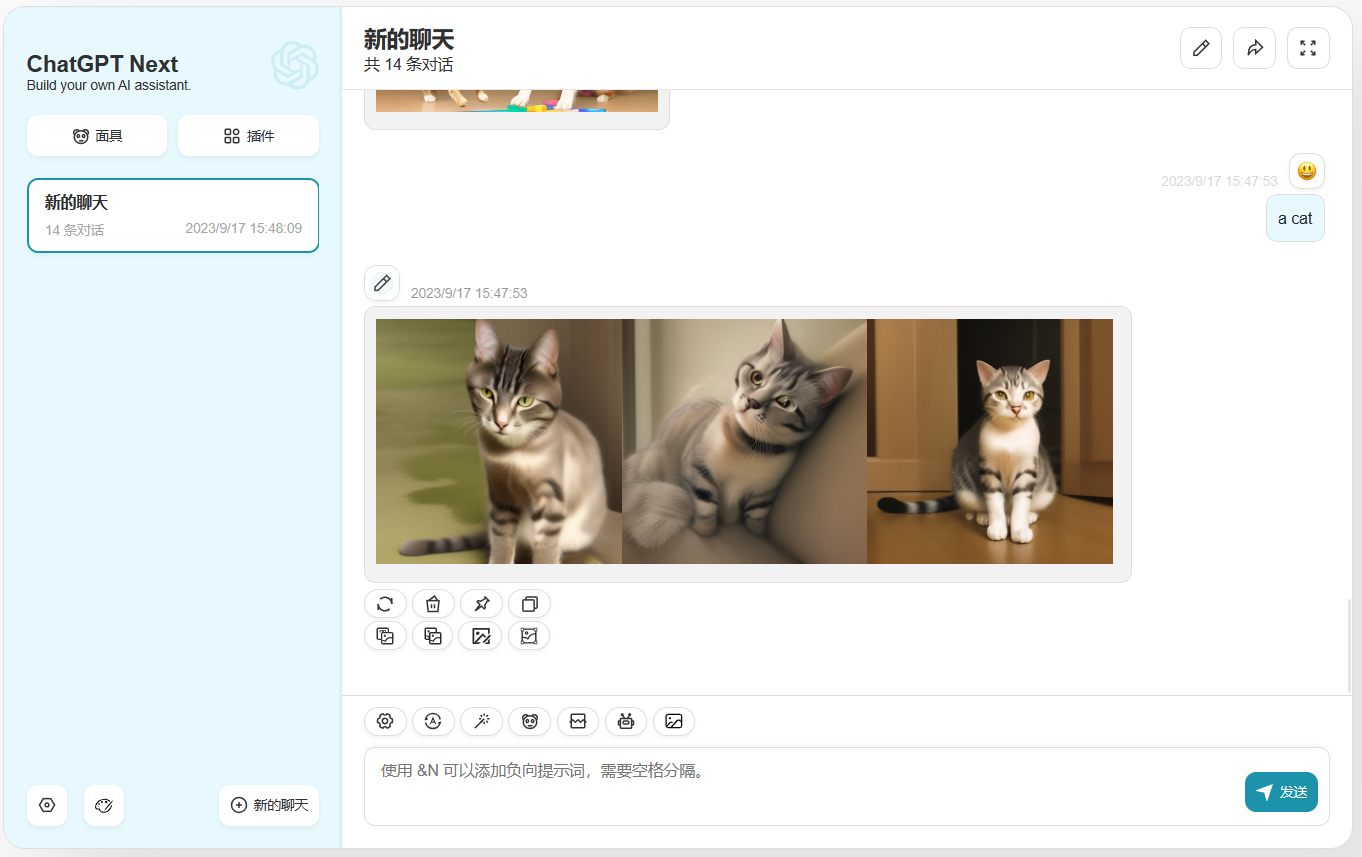 ChatGPT Next
Build your own AI assistant.
面具
插件
新的聊天
14 条对话
2023/9/17 15:48:09
新的聊天
新的聊天
共 14 条对话
2023/9/17 15:47:53
a cat
2023/9/17 15:47:53
使用 &N 可以添加负向提示词，需要空格分隔。
发送